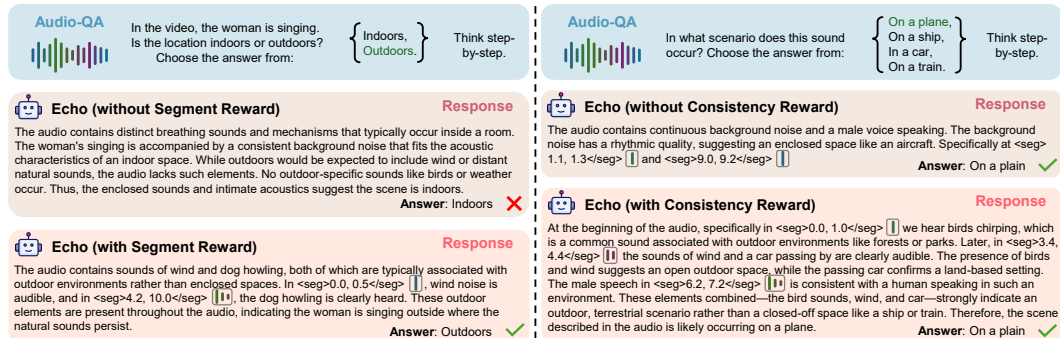 Audio-QA
In the video, the woman is singing.
Is the location indoors or outdoors?
Choose the answer from:
Indoors,
Outdoors.
Think step-
by-step.
Echo (without Segment Reward)
Response
The audio contains distinct breathing sounds and mechanisms that typically occur inside a room.
The woman's singing is accompanied by a consistent background noise that fits the acoustic
characteristics of an indoor space. While outdoors would be expected to include wind or distant
natural sounds, the audio lacks such elements. No outdoor-specific sounds like birds or weather
occur. Thus, the enclosed sounds and intimate acoustics suggest the scene is indoors.
Answer: Indoors
Echo (with Segment Reward)
Response
The audio contains sounds of wind and dog howling, both of which are typically associated with
outdoor environments rather than enclosed spaces. In <seg>0.0, 0.5</seg> , wind noise is
audible, and in <seg>4.2, 10.0</seg> , the dog howling is clearly heard. These outdoor
elements are present throughout the audio, indicating the woman is singing outside where the
natural sounds persist.
Answer: Outdoors
Audio-QA
In what scenario does this sound
occur? Choose the answer from:
On a plane,
On a ship,
In a car,
On a train.
Think step-
by-step.
Echo (without Consistency Reward)
Response
The audio contains continuous background noise and a male voice speaking. The background
noise has a rhythmic quality, suggesting an enclosed space like an aircraft. Specifically at <seg>
1.1, 1.3</seg> and <seg>9.0, 9.2</seg>
Answer: On a plain
Echo (with Consistency Reward)
Response
At the beginning of the audio, specifically in <seg>0.0, 1.0</seg> we hear birds chirping, which
is a common sound associated with outdoor environments like forests or parks. Later, in <seg>3.4,
4.4</seg> the sounds of wind and a car passing by are clearly audible. The presence of birds
and wind suggests an open outdoor space, while the passing car confirms a land-based setting.
The male speech in <seg>6.2, 7.2</seg> is consistent with a human speaking in such an
environment. These elements combined—the bird sounds, wind, and car—strongly indicate an
outdoor, terrestrial scenario rather than a closed-off space like a ship or train. Therefore, the scene
described in the audio is likely occurring on a plane.
Answer: On a plain